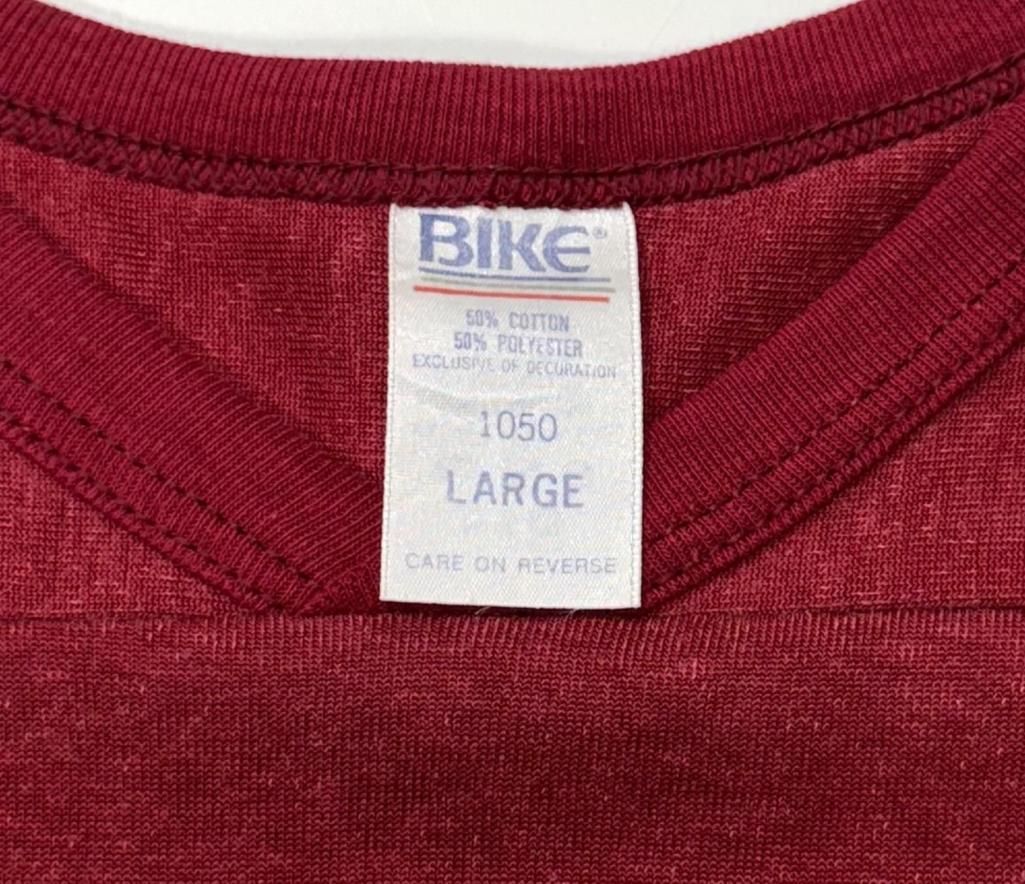 BIKE®
50% COTTON
50% POLYESTER
EXCLUSIVE OF DECORATION
1050
LARGE
CARE ON REVERSE